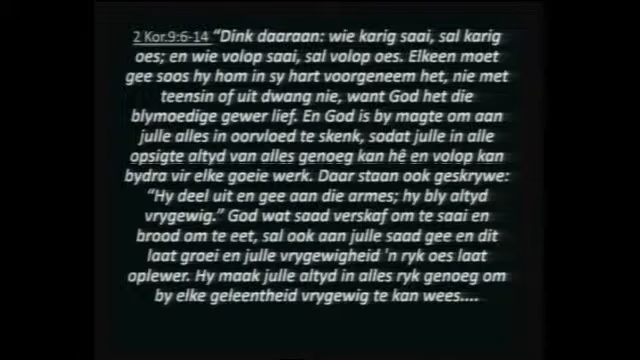 2 Kor.9:6-14 “Dink daaraan: wie karig saai, sal karig
oes; en wie volop saai, sal volop oes. Elkeen moet
gee soos hy hom in sy hart voorgeneem het, nie met
teensin of uit dwang nie, want God het die
blymoedige gewer lief. En God is by magte om aan
julle alles in oorvloed te skenk, sodat julle in alle
opsigte altyd van alles genoeg kan hê en volop kan
bydra vir elke goeie werk. Daar staan ook geskrywe:
“Hy deel uit en gee aan die armes; hy bly altyd
vrygewig.” God wat saad verskaf om te saai en
brood om te eet, sal ook aan julle saad gee en dit
laat groei en julle vrygewigheid 'n ryk oes laat
oplewer. Hy maak julle altyd in alles ryk genoeg om
by elke geleentheid vrygewig te kan wees....